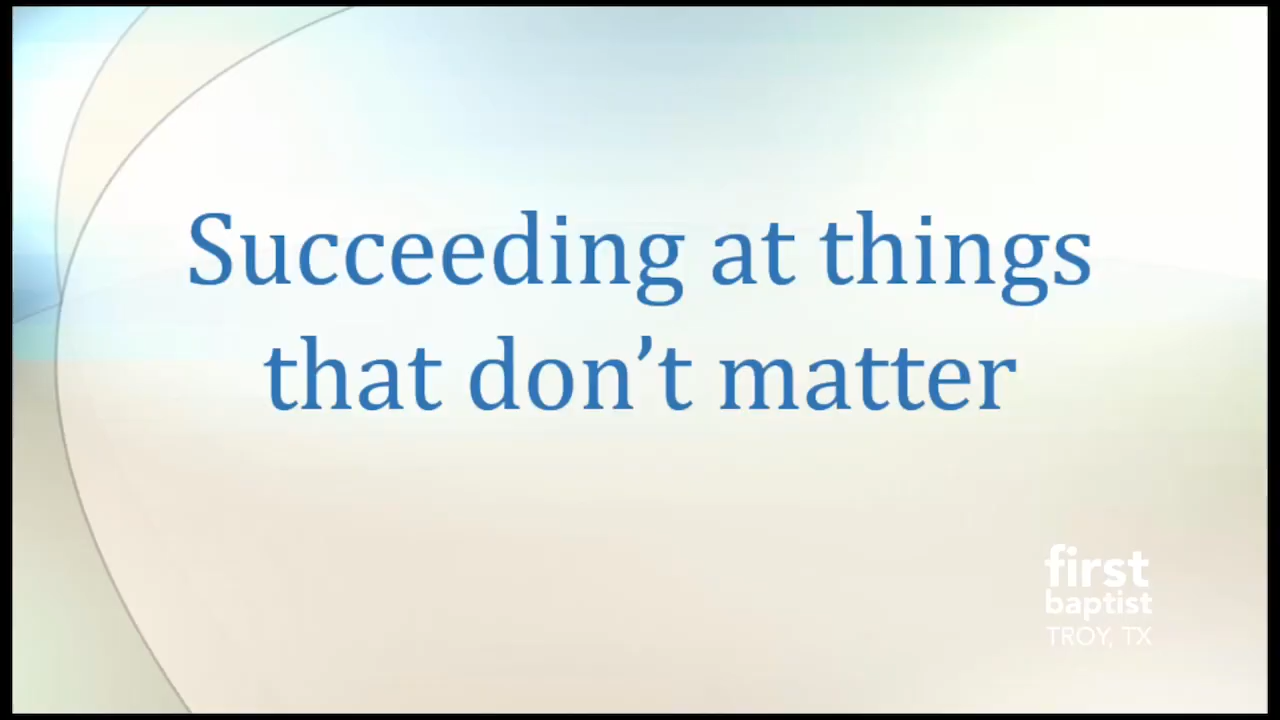 Succeeding at things
that don’t matter
first
baptist
TROY, TX